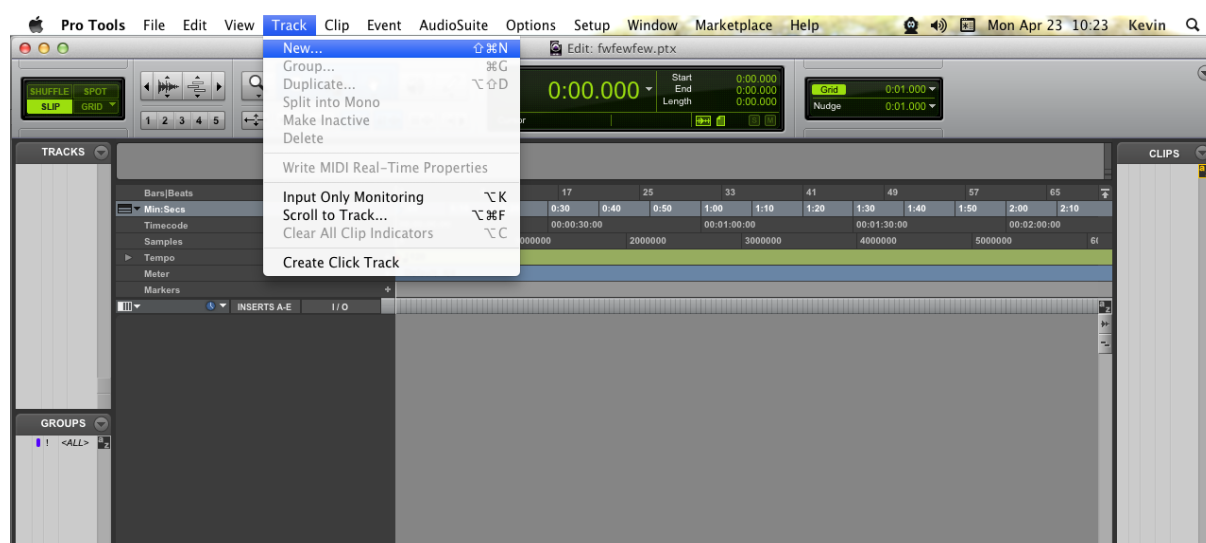 Pro Tools File Edit View Track Clip Event AudioSuite Options Setup Window Marketplace Help Mon Apr 23 10:23 Kevin
Edit: fwfewfew.ptx
New... ⇧⌘N
Group... ⌘G
Duplicate... ⌥⇧D
Split into Mono
Make Inactive
Delete
Write MIDI Real-Time Properties
Input Only Monitoring ⌥K
Scroll to Track... ⌥⌘F
Clear All Clip Indicators ⌥C
Create Click Track
SHUFFLE SPOT
SLIP GRID
1 2 3 4 5
0:00.000
Start 0:00.000
End 0:00.000
Length 0:00.000
S M
Grid 0:01.000
Nudge 0:01.000
TRACKS
CLIPS
Bars|Beats 17 25 33 41 49 57 65
Min:Secs 0:30 0:40 0:50 1:00 1:10 1:20 1:30 1:40 1:50 2:00 2:10
Timecode 00:00:30:00 00:01:00:00 00:01:30:00 00:02:00:00
Samples 2000000 3000000 4000000 5000000
Tempo
Meter
Markers +
INSERTS A-E I / O
a z
GROUPS
! <ALL> a z